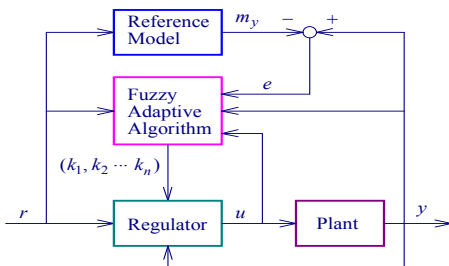 Reference
Model
m_y
−
+
e
Fuzzy
Adaptive
Algorithm
(k_1, k_2 ⋯ k_n)
r
Regulator
u
Plant
y